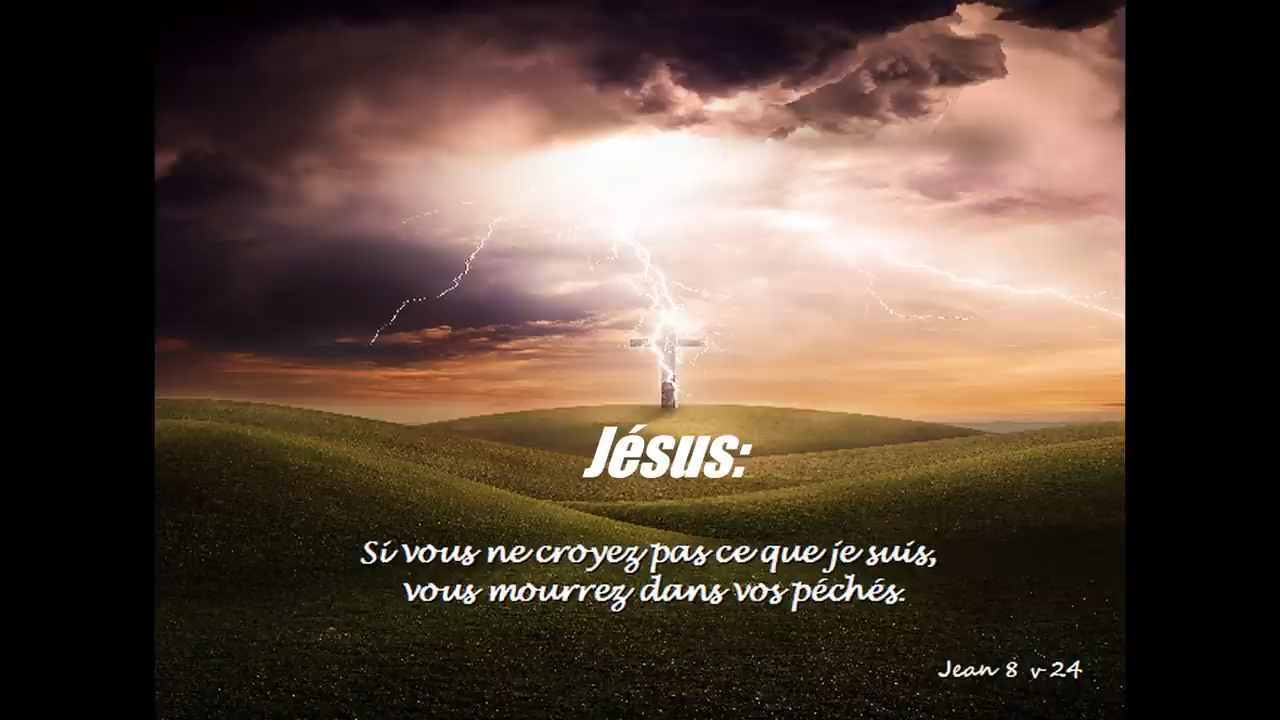 Jésus:
Si vous ne croyez pas ce que je suis,
vous mourrez dans vos péchés.
Jean 8 v 24